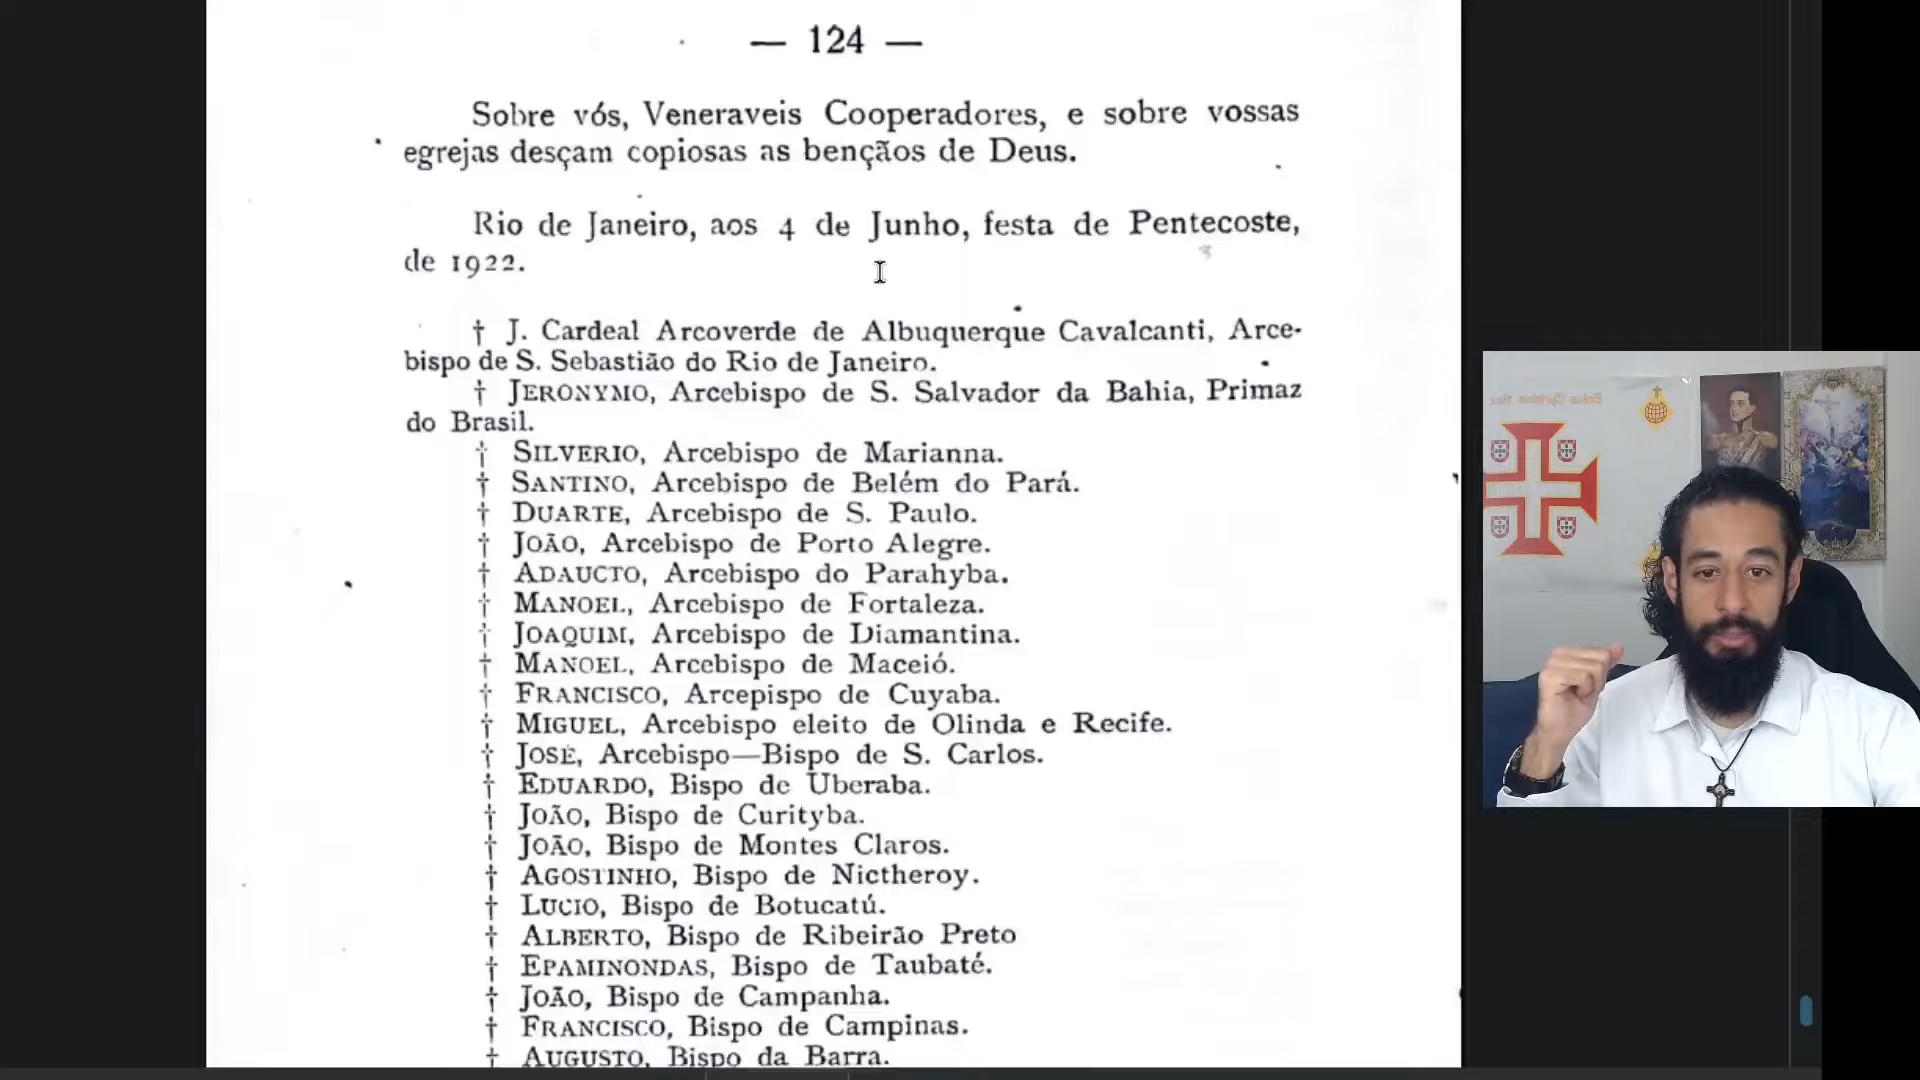 — 124 —
Sobre vós, Veneraveis Cooperadores, e sobre vossas
egrejas desçam copiosas as bençãos de Deus.
Rio de Janeiro, aos 4 de Junho, festa de Pentecoste,
de 1922.
† J. Cardeal Arcoverde de Albuquerque Cavalcanti, Arce-
bispo de S. Sebastião do Rio de Janeiro.
† JERONYMO, Arcebispo de S. Salvador da Bahia, Primaz
do Brasil.
† SILVERIO, Arcebispo de Marianna.
† SANTINO, Arcebispo de Belém do Pará.
† DUARTE, Arcebispo de S. Paulo.
† JOÃO, Arcebispo de Porto Alegre.
† ADAUCTO, Arcebispo do Parahyba.
† MANOEL, Arcebispo de Fortaleza.
† JOAQUIM, Arcebispo de Diamantina.
† MANOEL, Arcebispo de Maceió.
† FRANCISCO, Arcepispo de Cuyaba.
† MIGUEL, Arcebispo eleito de Olinda e Recife.
† JOSÉ, Arcebispo—Bispo de S. Carlos.
† EDUARDO, Bispo de Uberaba.
† JOÃO, Bispo de Curityba.
† JOÃO, Bispo de Montes Claros.
† AGOSTINHO, Bispo de Nictheroy.
† LUCIO, Bispo de Botucatú.
† ALBERTO, Bispo de Ribeirão Preto
† EPAMINONDAS, Bispo de Taubaté.
† JOÃO, Bispo de Campanha.
† FRANCISCO, Bispo de Campinas.
† AUGUSTO, Bispo da Barra.